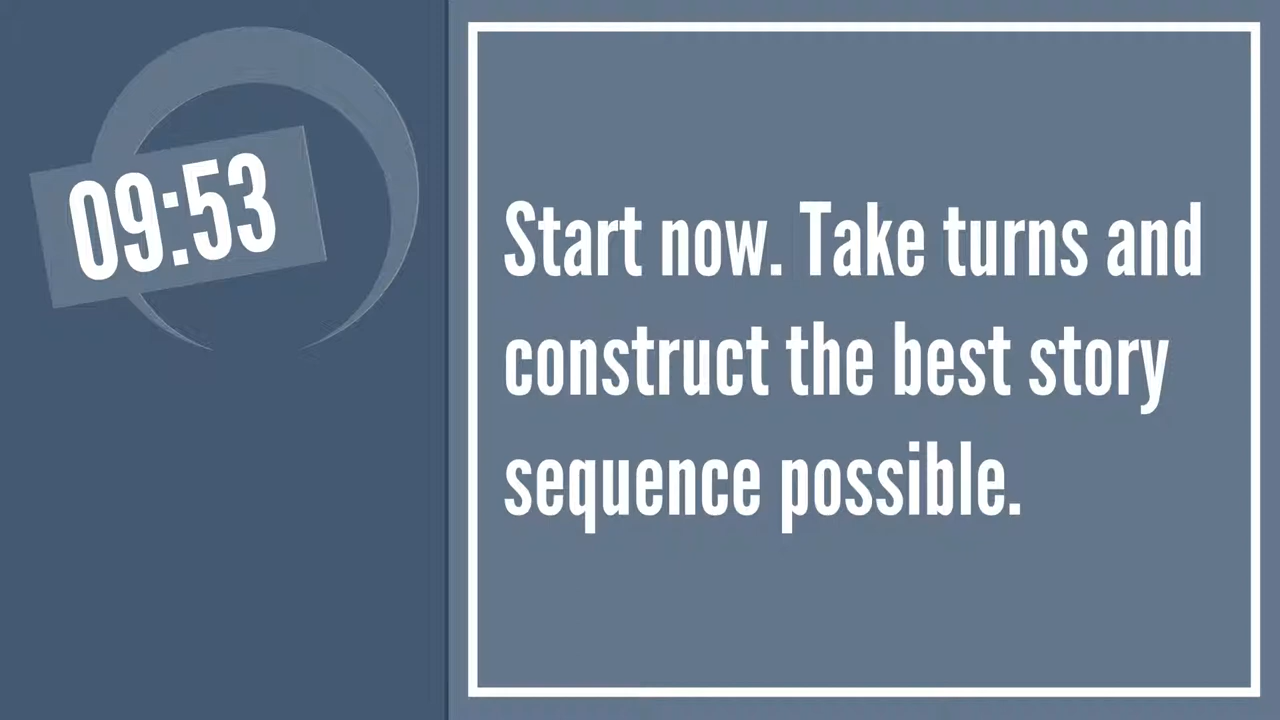 09:53
Start now. Take turns and
construct the best story
sequence possible.